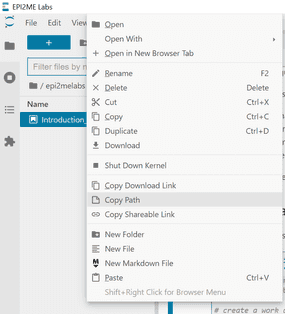 EPI2ME Labs
File Edit View
Filter files by n
/ epi2melabs
Name
Introduction_
Open
Open With
Open in New Browser Tab
Rename F2
Delete Delete
Cut Ctrl+X
Copy Ctrl+C
Duplicate Ctrl+D
Download
Shut Down Kernel
Copy Download Link
Copy Path
Copy Shareable Link
New Folder
New File
New Markdown File
Paste Ctrl+V
Shift+Right Click for Browser Menu
# create a work d